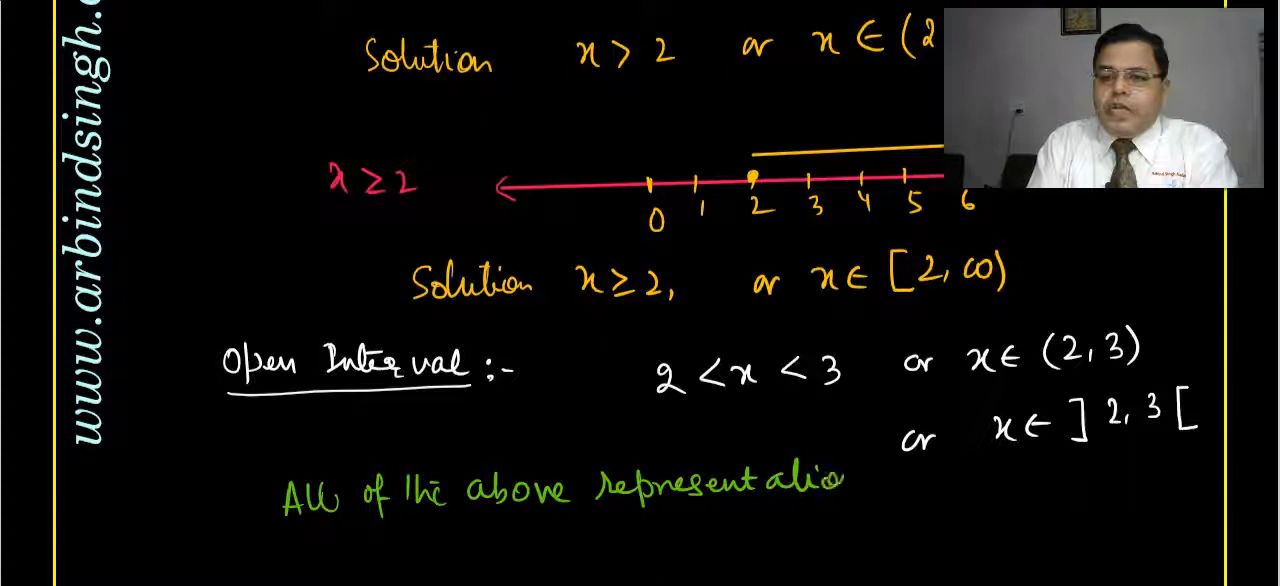 www.arbindsingh.c
Solution x > 2 or x ∈ (2
x ≥ 2
0 1 2 3 4 5 6
Solution x ≥ 2, or x ∈ [2, ∞)
Open Interval :- 2 < x < 3 or x ∈ (2, 3)
or x ∈ ] 2, 3 [
All of the above representatio